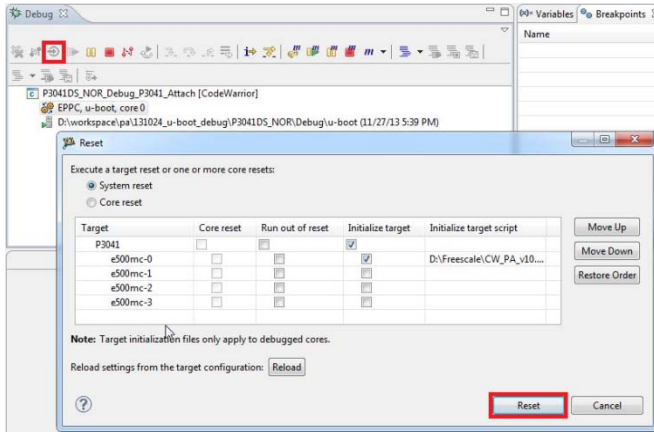 Debug
(x)= Variables Breakpoints
Name
P3041DS_NOR_Debug_P3041_Attach [CodeWarrior]
EPPC, u-boot, core 0
D:\workspace\pa\131024_u-boot_debug\P3041DS_NOR\Debug\u-boot (11/27/13 5:39 PM)
Reset
Execute a target reset or one or more core resets:
System reset
Core reset
Target Core reset Run out of reset Initialize target Initialize target script
P3041
e500mc-0 D:\Freescale\CW_PA_v10....
e500mc-1
e500mc-2
e500mc-3
Move Up
Move Down
Restore Order
Note: Target initialization files only apply to debugged cores.
Reload settings from the target configuration: Reload
Reset Cancel